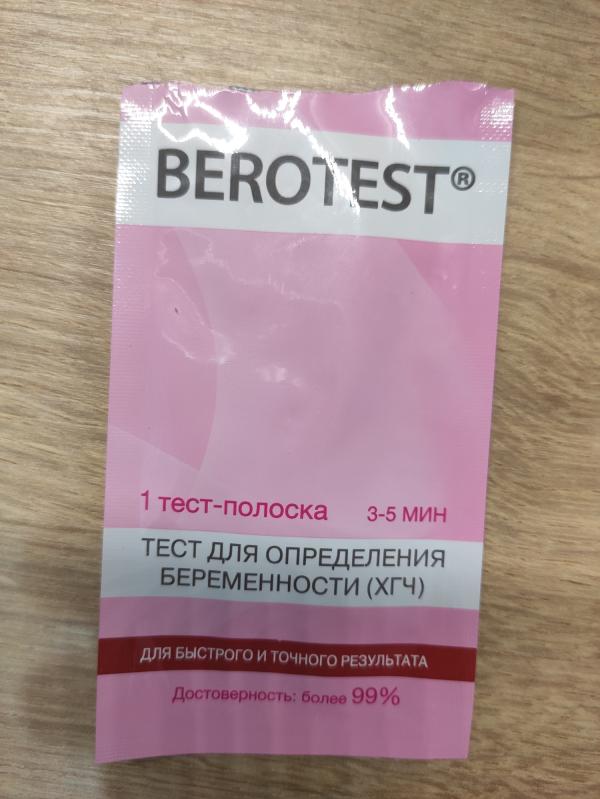 BEROTEST®
1 тест-полоска 3-5 МИН
ТЕСТ ДЛЯ ОПРЕДЕЛЕНИЯ
БЕРЕМЕННОСТИ (ХГЧ)
ДЛЯ БЫСТРОГО И ТОЧНОГО РЕЗУЛЬТАТА
Достоверность: более 99%